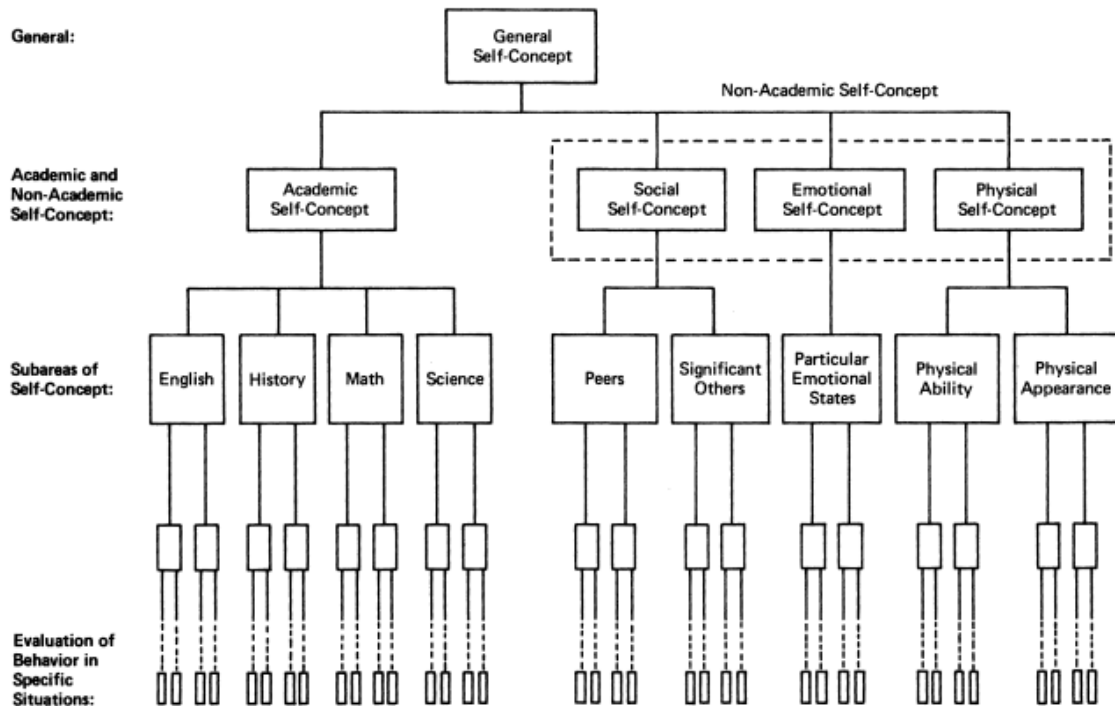 General:
General
Self-Concept
Non-Academic Self-Concept
Academic and
Non-Academic
Self-Concept:
Academic
Self-Concept
Social
Self-Concept
Emotional
Self-Concept
Physical
Self-Concept
Subareas of
Self-Concept:
English
History
Math
Science
Peers
Significant
Others
Particular
Emotional
States
Physical
Ability
Physical
Appearance
Evaluation of
Behavior in
Specific
Situations: